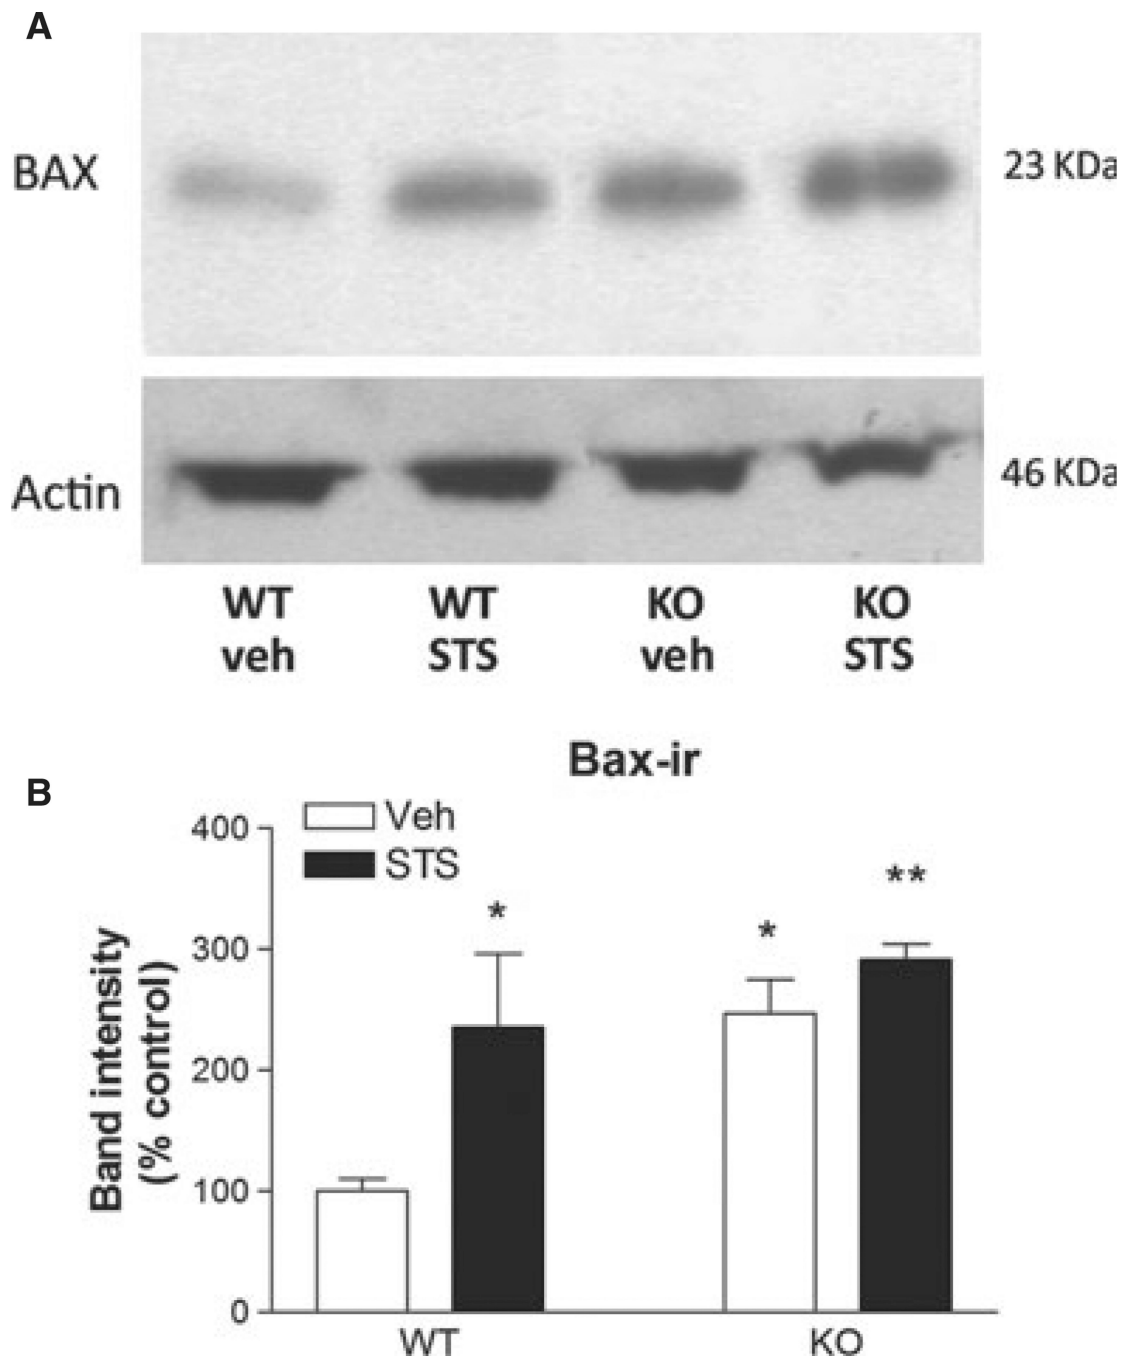 A
BAX
23 KDa
Actin
46 KDa
WT veh
WT STS
KO veh
KO STS
B
Bax-ir
Veh
STS
Band intensity
(% control)
400
300
200
100
0
*
*
**
WT
KO